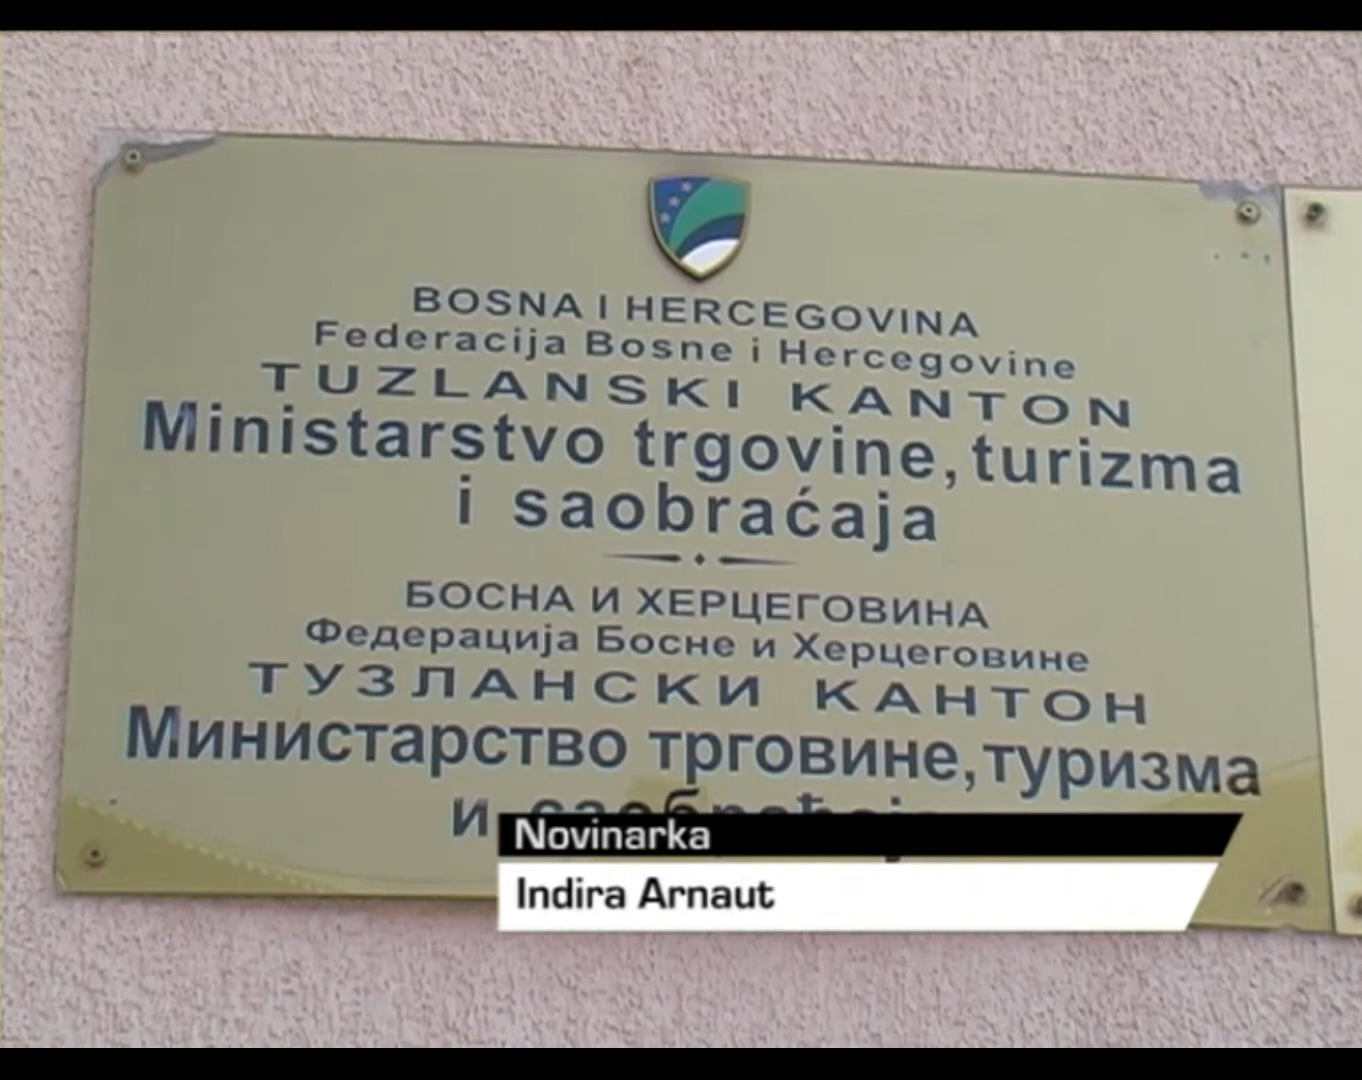 BOSNA I HERCEGOVINA
Federacija Bosne i Hercegovine
TUZLANSKI KANTON
Ministarstvo trgovine, turizma
i saobraćaja
БОСНА И ХЕРЦЕГОВИНА
Федерација Босне и Херцеговине
ТУЗЛАНСКИ КАНТОН
Министарство трговине, туризма
и
Novinarka
Indira Arnaut